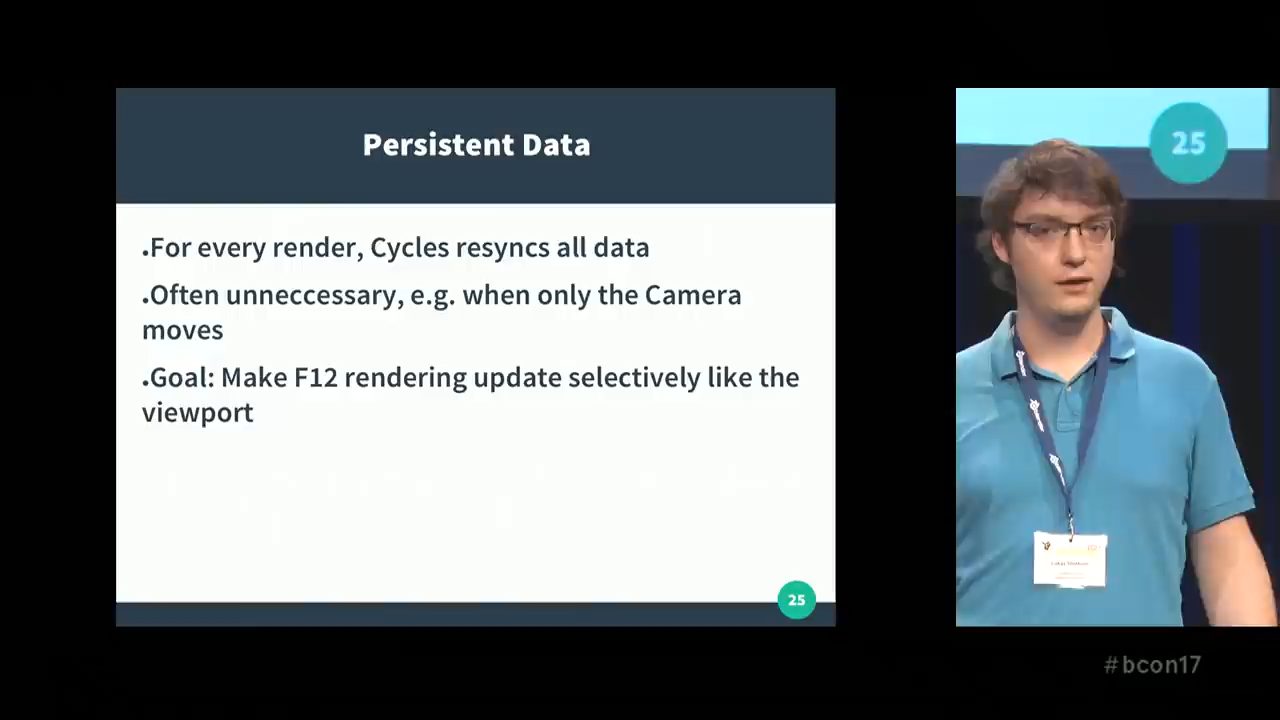 Persistent Data
.For every render, Cycles resyncs all data
.Often unneccessary, e.g. when only the Camera
moves
.Goal: Make F12 rendering update selectively like the
viewport
25
25
#bcon17